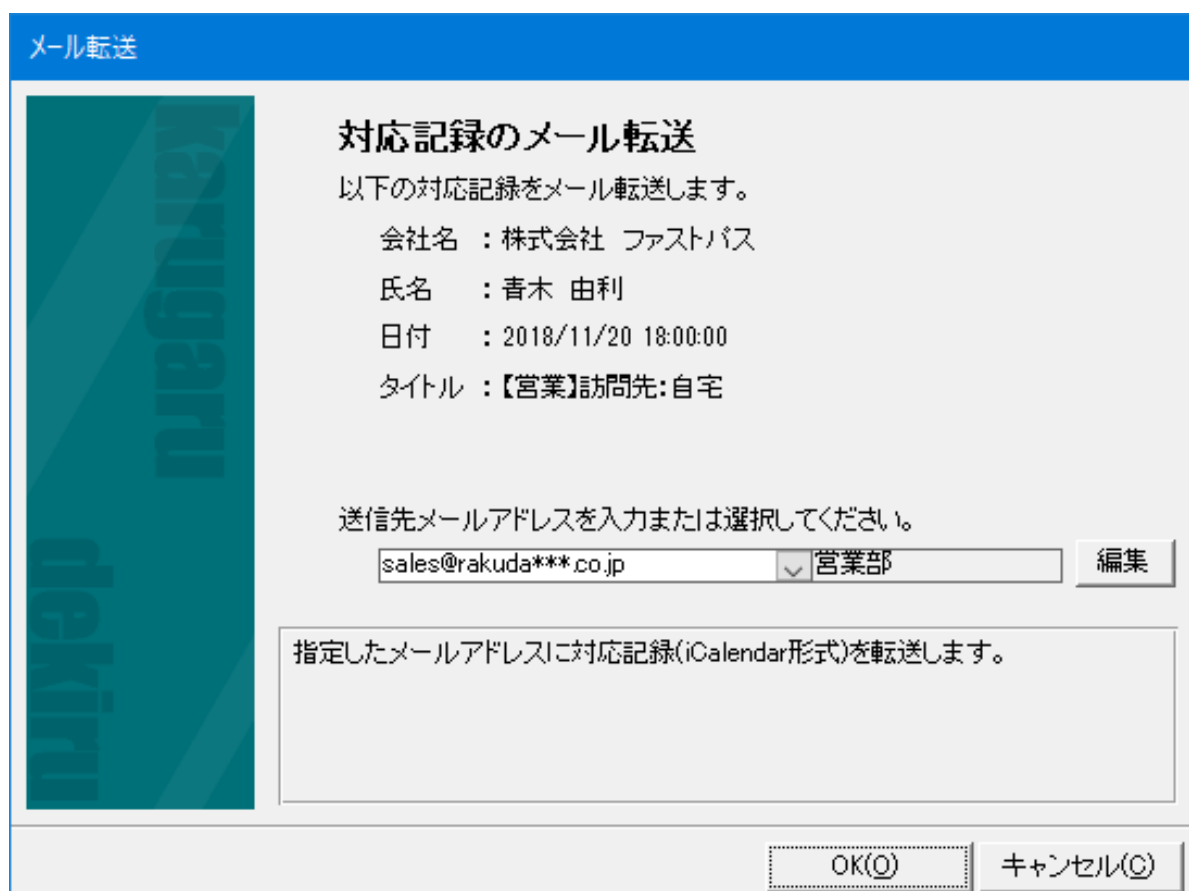 メール転送
karugaru
dekiru
対応記録のメール転送
以下の対応記録をメール転送します。
会社名 ：株式会社 ファストパス
氏名 ：青木 由利
日付 ：2018/11/20 18:00:00
タイトル ：【営業】訪問先：自宅
送信先メールアドレスを入力または選択してください。
sales@rakuda***.co.jp 営業部 編集
指定したメールアドレスに対応記録(iCalendar形式)を転送します。
OK(O) キャンセル(C)